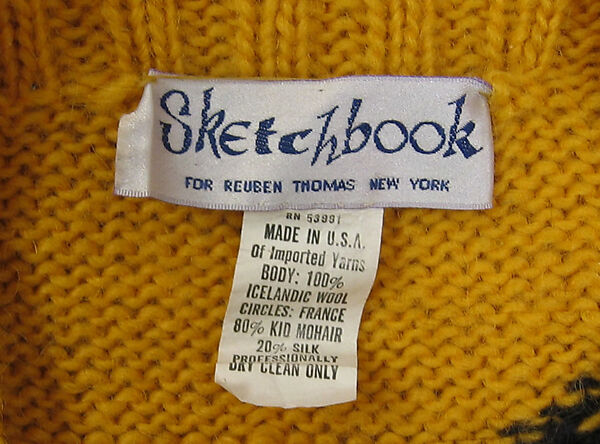 Sketchbook
FOR REUBEN THOMAS NEW YORK
RN 53991
MADE IN U.S.A.
Of Imported Yarns
BODY: 100%
ICELANDIC WOOL
CIRCLES: FRANCE
80% KID MOHAIR
20% SILK
PROFESSIONALLY
DRY CLEAN ONLY